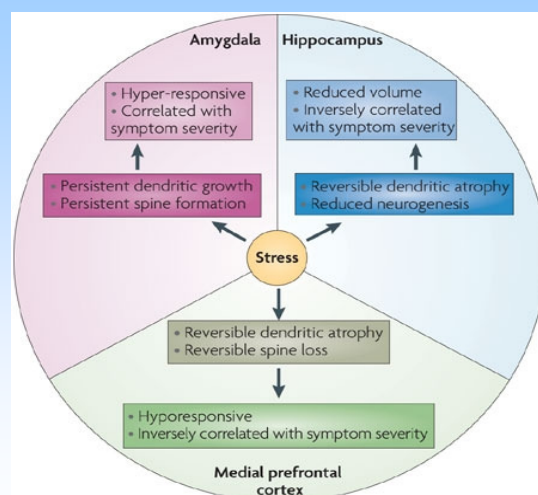 Amygdala
• Hyper-responsive
• Correlated with
symptom severity
• Persistent dendritic growth
• Persistent spine formation
Hippocampus
• Reduced volume
• Inversely correlated
with symptom severity
• Reversible dendritic atrophy
• Reduced neurogenesis
Stress
• Reversible dendritic atrophy
• Reversible spine loss
• Hyporesponsive
• Inversely correlated with symptom severity
Medial prefrontal
cortex